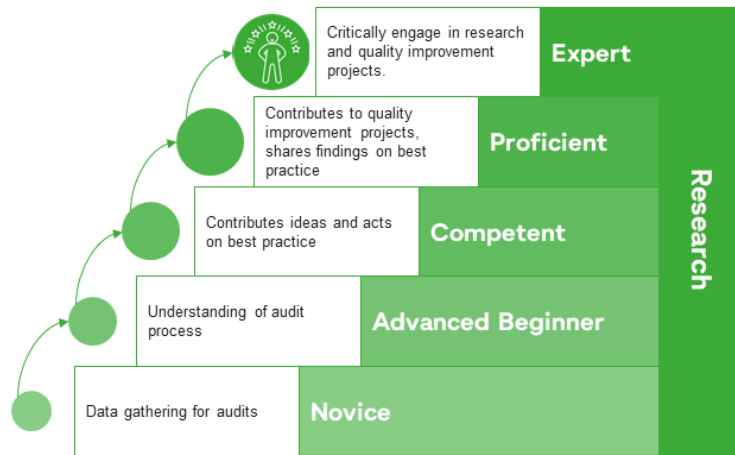 Critically engage in research
and quality improvement
projects.
Expert
Contributes to quality
improvement projects,
shares findings on best
practice
Proficient
Contributes ideas and acts
on best practice
Competent
Understanding of audit
process
Advanced Beginner
Data gathering for audits
Novice
Research